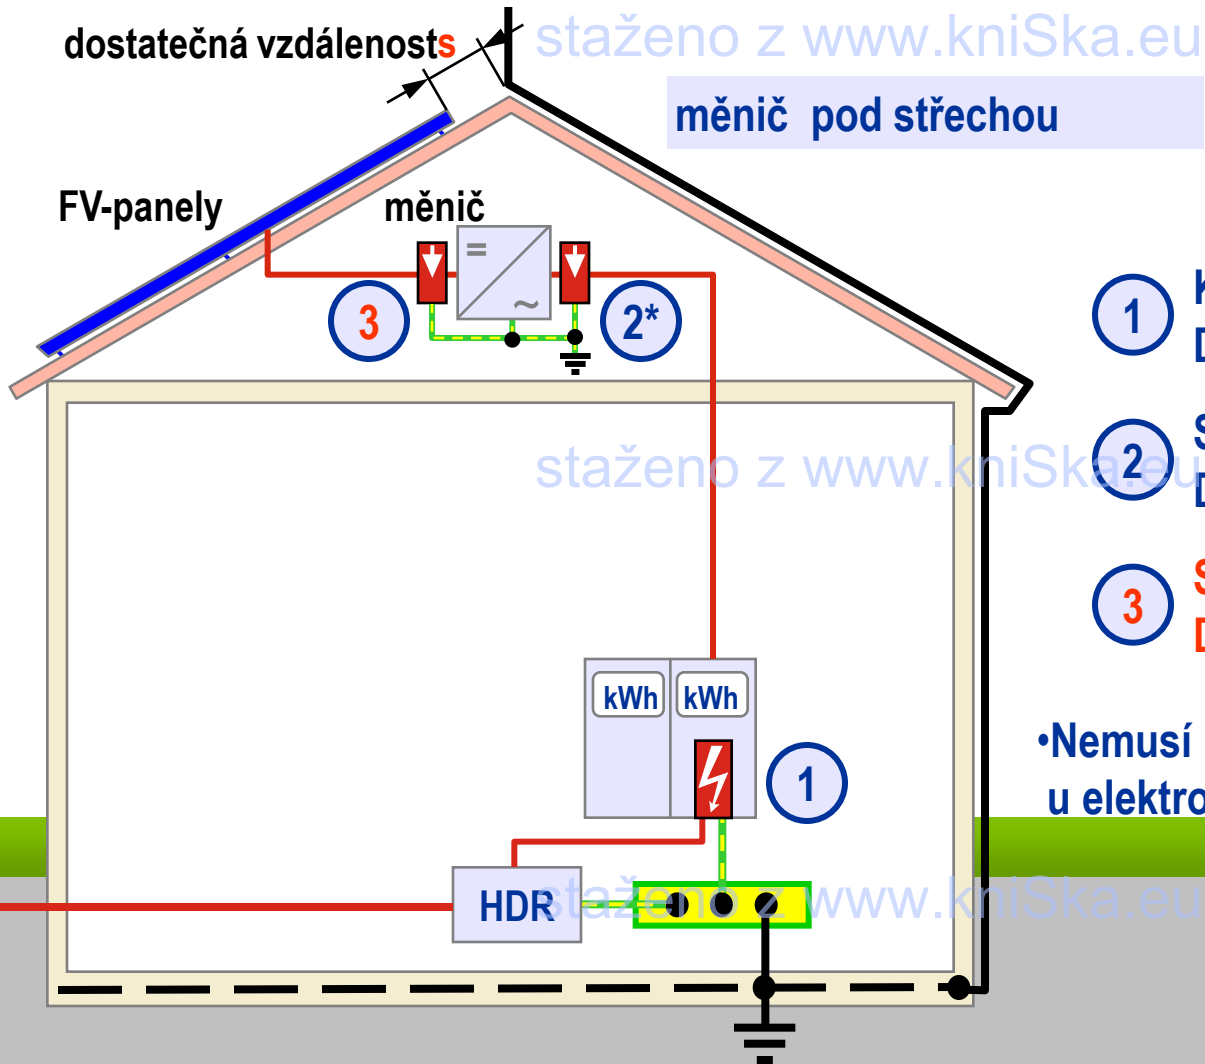 staženo z www.kniSka.eu
dostatečná vzdálenosts
měnič pod střechou
FV-panely
měnič
=
~
3
2*
1
staženo z www.kniSka.eu
2
3
kWh
kWh
•Nemusí
1
u elektro
HDR
staženo z www.kniSka.eu